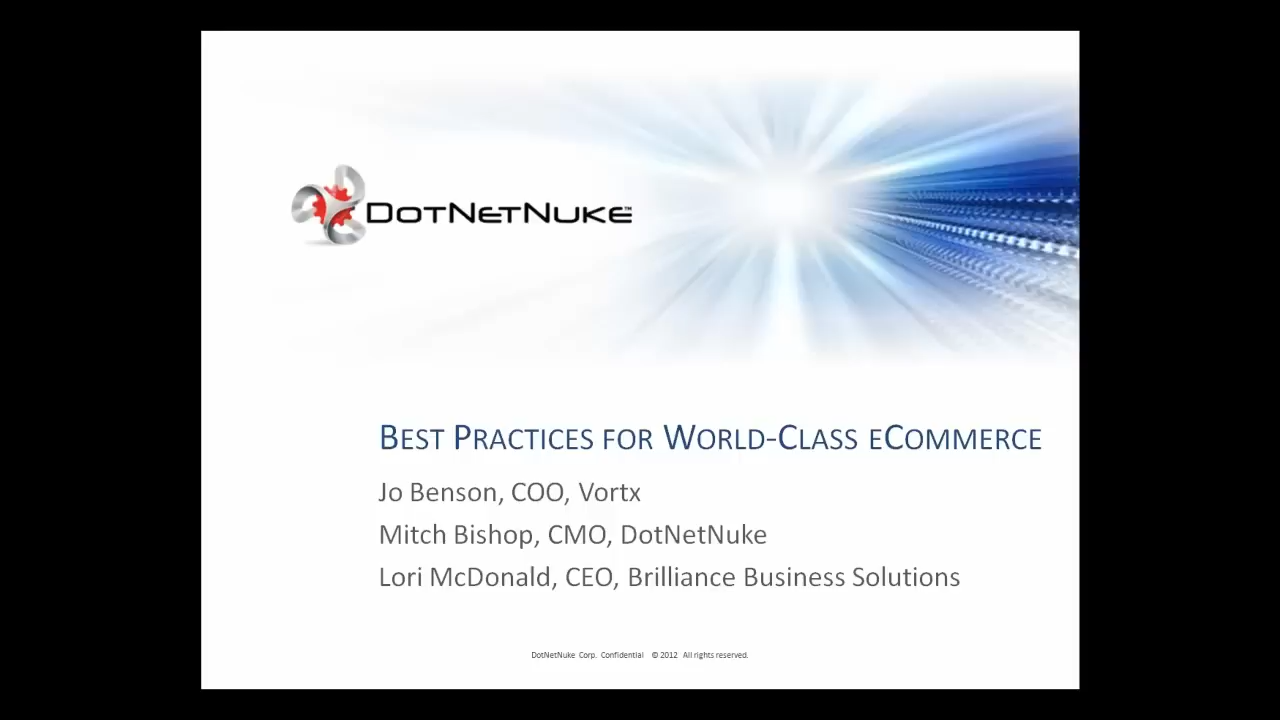 DotNetNuke™
Best Practices for World-Class eCommerce
Jo Benson, COO, Vortx
Mitch Bishop, CMO, DotNetNuke
Lori McDonald, CEO, Brilliance Business Solutions
DotNetNuke Corp. Confidential © 2012 All rights reserved.